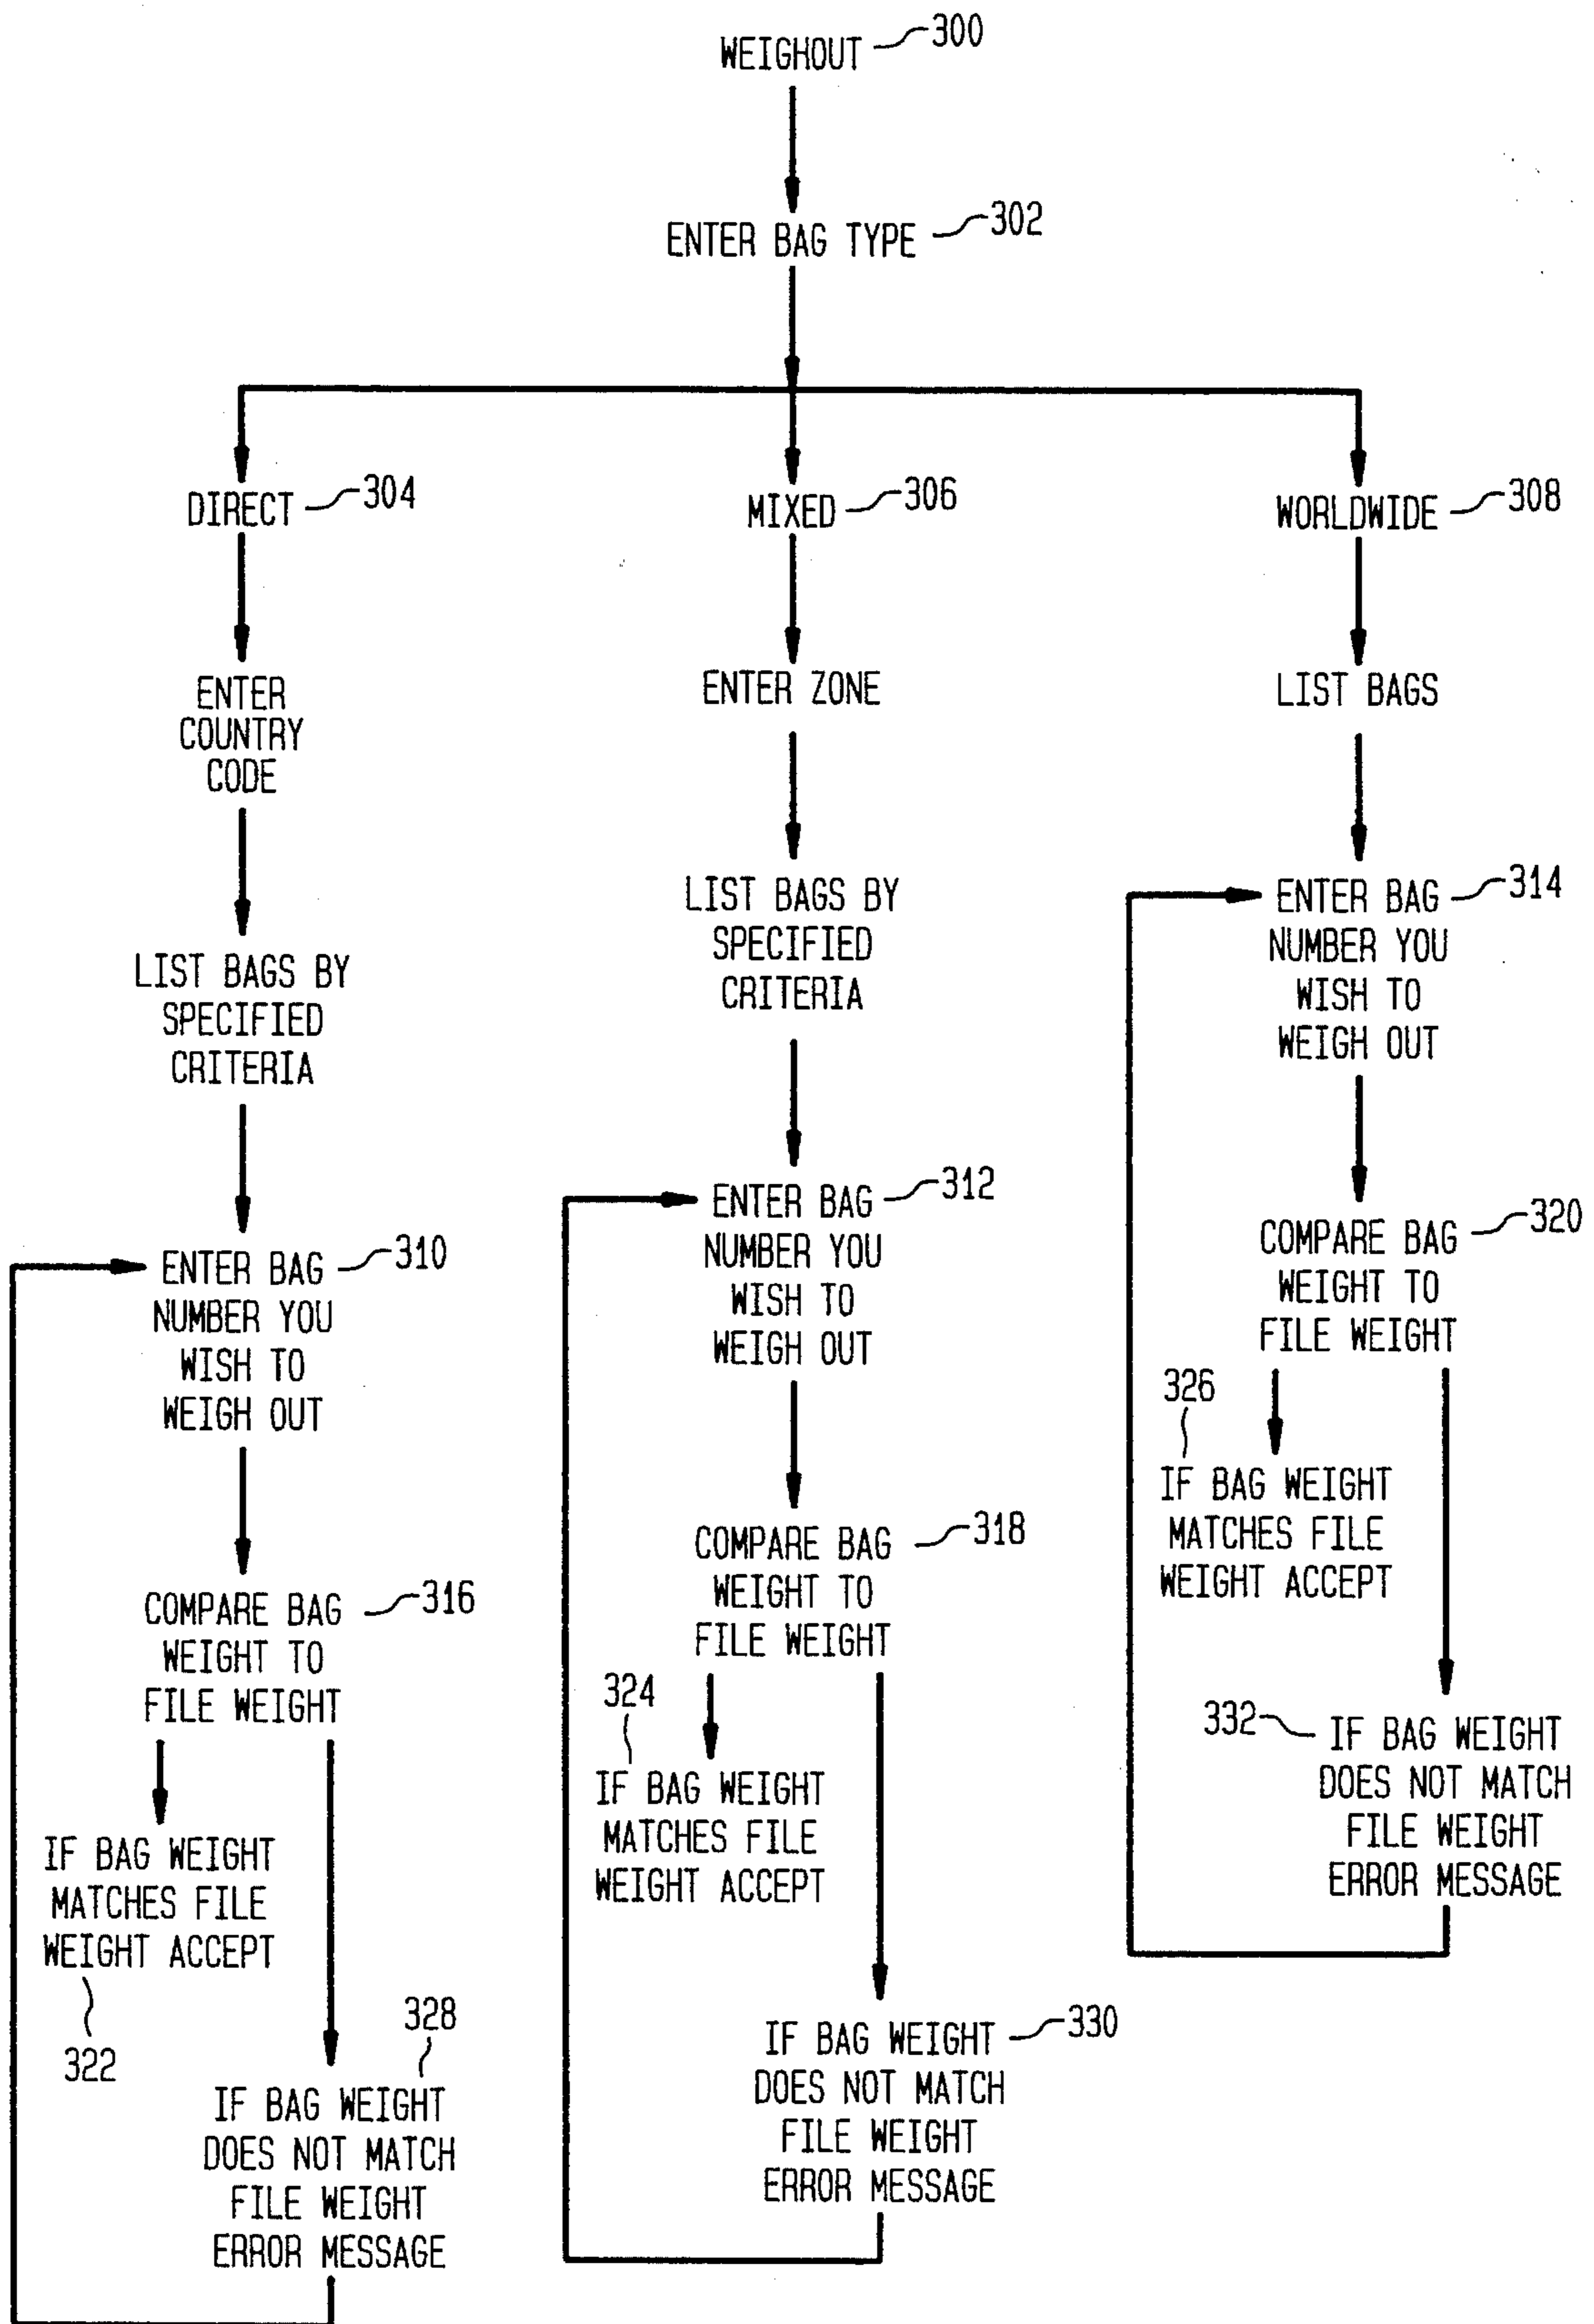 WEIGHOUT 300
ENTER BAG TYPE 302
DIRECT 304
ENTER
COUNTRY
CODE
LIST BAGS BY
SPECIFIED
CRITERIA
ENTER BAG 310
NUMBER YOU
WISH TO
WEIGH OUT
COMPARE BAG 316
WEIGHT TO
FILE WEIGHT
IF BAG WEIGHT
MATCHES FILE
WEIGHT ACCEPT
322
328
IF BAG WEIGHT
DOES NOT MATCH
FILE WEIGHT
ERROR MESSAGE
MIXED 306
ENTER ZONE
LIST BAGS BY
SPECIFIED
CRITERIA
ENTER BAG 312
NUMBER YOU
WISH TO
WEIGH OUT
COMPARE BAG 318
WEIGHT TO
FILE WEIGHT
324
IF BAG WEIGHT
MATCHES FILE
WEIGHT ACCEPT
IF BAG WEIGHT 330
DOES NOT MATCH
FILE WEIGHT
ERROR MESSAGE
WORLDWIDE 308
LIST BAGS
ENTER BAG 314
NUMBER YOU
WISH TO
WEIGH OUT
COMPARE BAG 320
WEIGHT TO
FILE WEIGHT
326
IF BAG WEIGHT
MATCHES FILE
WEIGHT ACCEPT
332 IF BAG WEIGHT
DOES NOT MATCH
FILE WEIGHT
ERROR MESSAGE